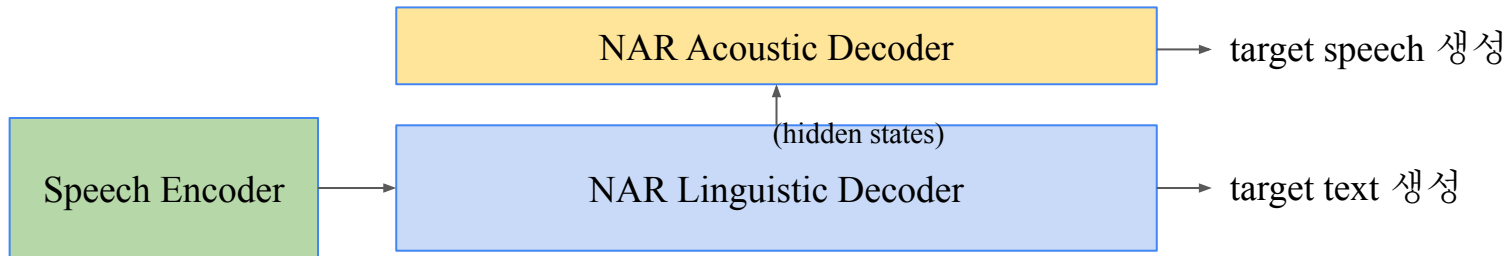 NAR Acoustic Decoder
target speech 생성
(hidden states)
Speech Encoder
NAR Linguistic Decoder
target text 생성